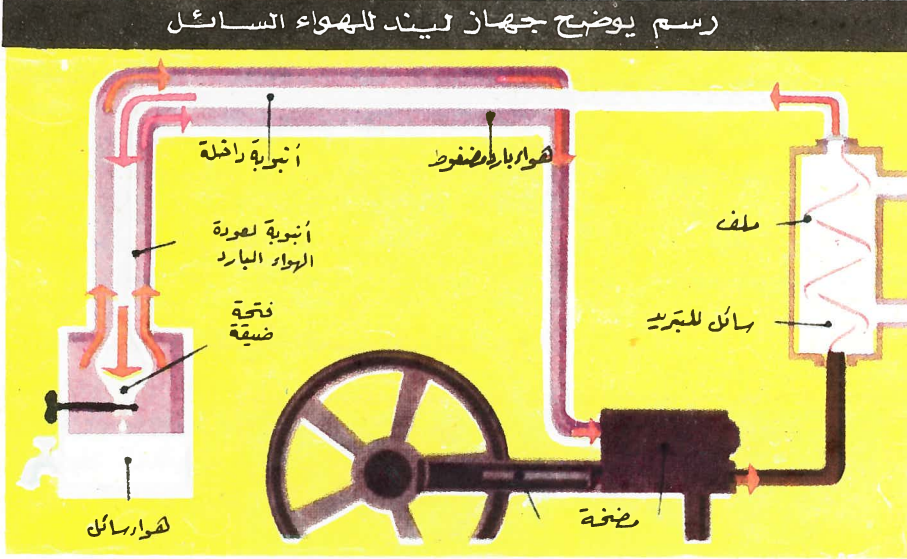 رسم يوضح جهاز ليند للهواء السائل
أنبوبة داخلة
هواء بارد مضغوط
ملف
أنبوبة لعودة
الهواء البارد
فتحة
ضيقة
سائل للتبريد
مضخة
هواء سائل